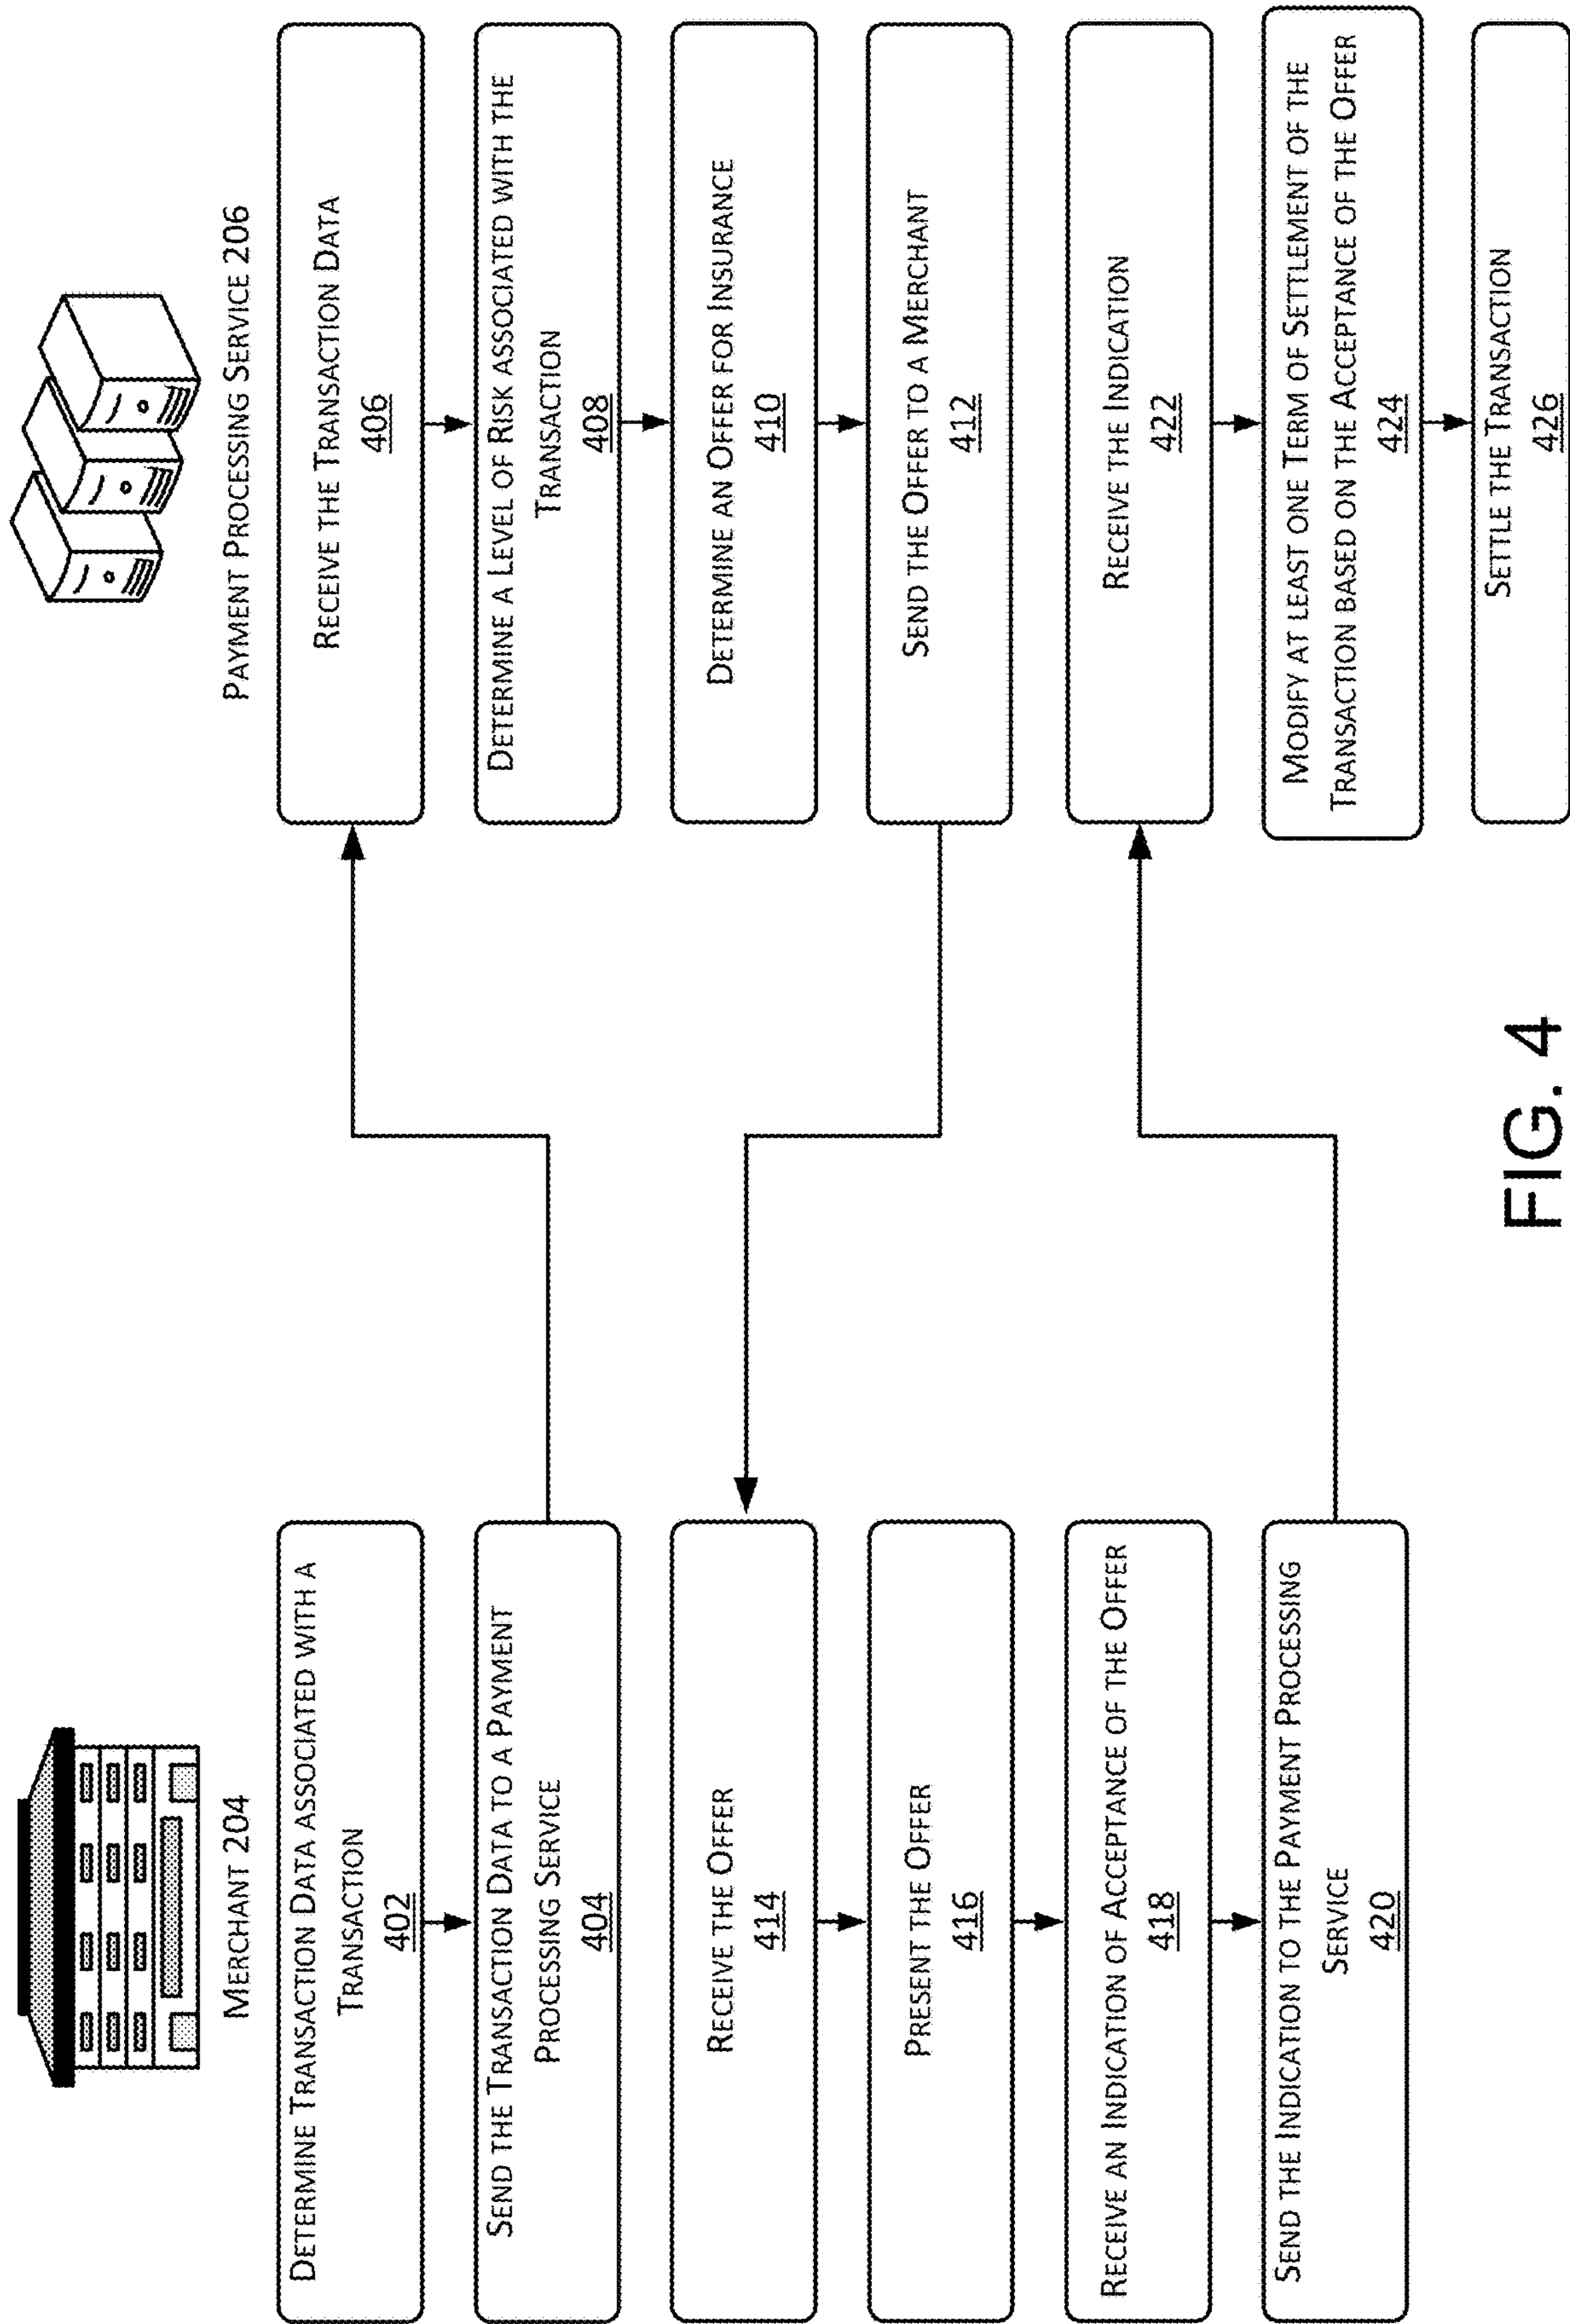 MERCHANT 204
DETERMINE TRANSACTION DATA ASSOCIATED WITH A
TRANSACTION
402
SEND THE TRANSACTION DATA TO A PAYMENT
PROCESSING SERVICE
404
RECEIVE THE OFFER
414
PRESENT THE OFFER
416
RECEIVE AN INDICATION OF ACCEPTANCE OF THE OFFER
418
SEND THE INDICATION TO THE PAYMENT PROCESSING
SERVICE
420
PAYMENT PROCESSING SERVICE 206
RECEIVE THE TRANSACTION DATA
406
DETERMINE A LEVEL OF RISK ASSOCIATED WITH THE
TRANSACTION
408
DETERMINE AN OFFER FOR INSURANCE
410
SEND THE OFFER TO A MERCHANT
412
RECEIVE THE INDICATION
422
MODIFY AT LEAST ONE TERM OF SETTLEMENT OF THE
TRANSACTION BASED ON THE ACCEPTANCE OF THE OFFER
424
SETTLE THE TRANSACTION
426
FIG. 4